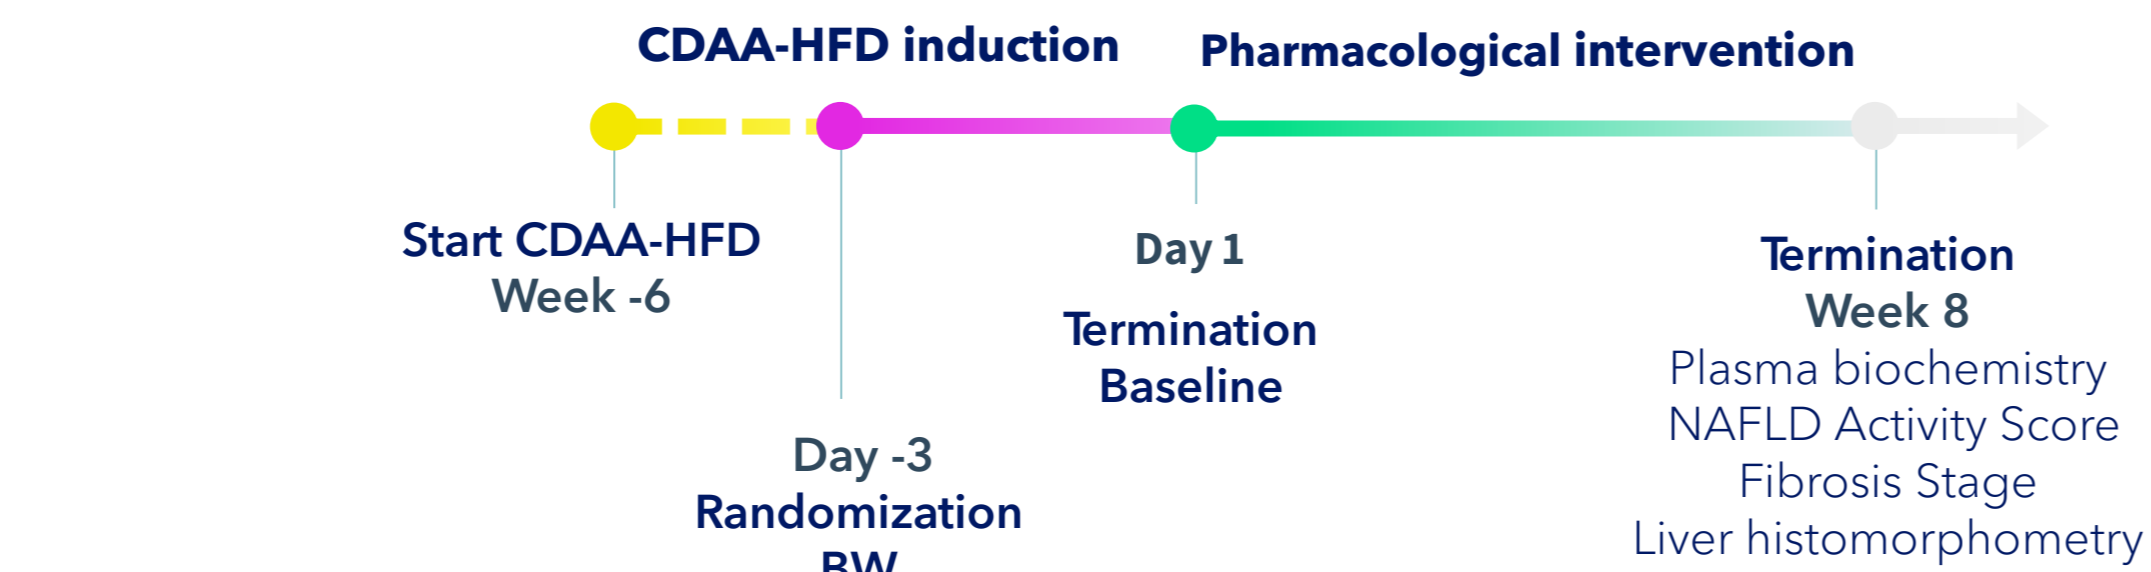 CDAA-HFD induction
Pharmacological intervention
Start CDAA-HFD
Week -6
Day -3
Randomization
BW
Day 1
Termination
Baseline
Termination
Week 8
Plasma biochemistry
NAFLD Activity Score
Fibrosis Stage
Liver histomorphometry